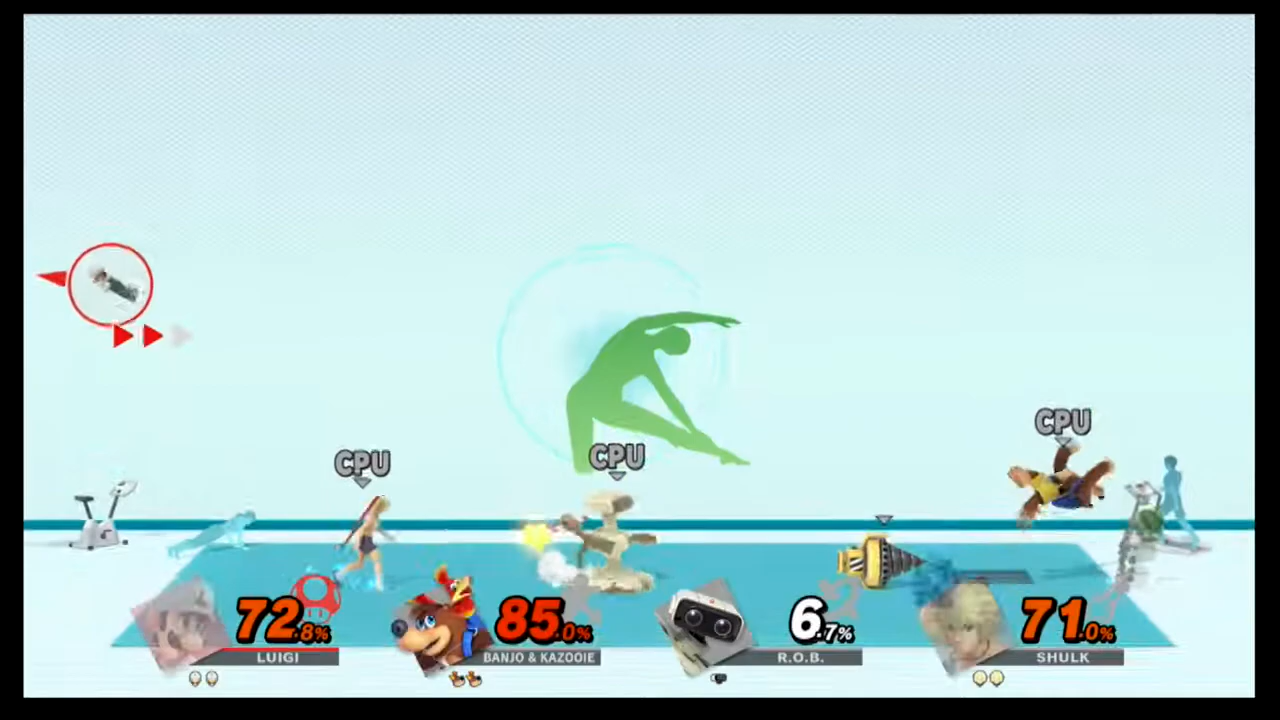 CPU
CPU
CPU
72.8%
LUIGI
85.0%
BANJO & KAZOOIE
6.7%
R.O.B.
71.0%
SHULK